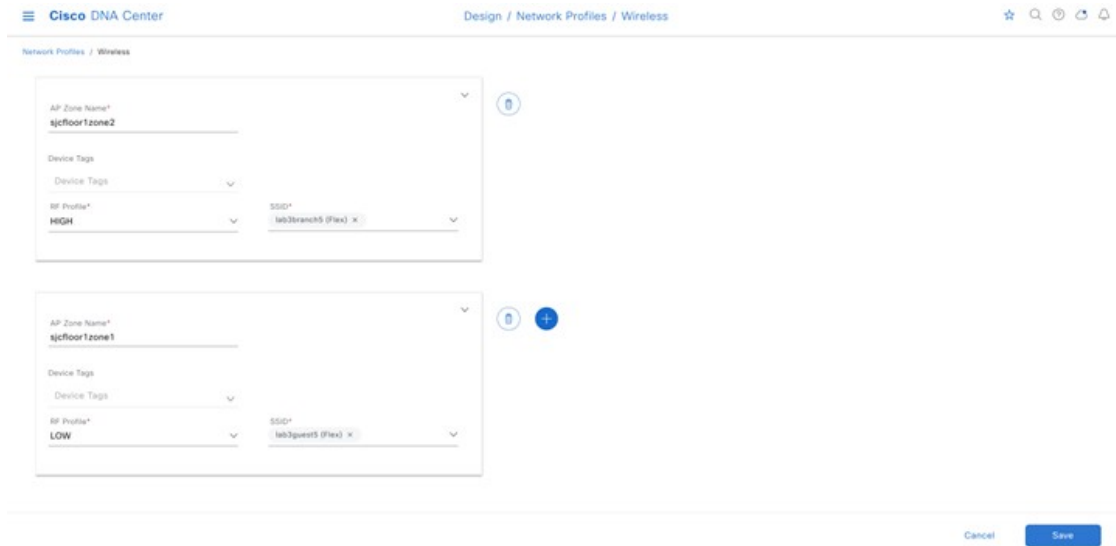 Cisco DNA Center
Design / Network Profiles / Wireless
Network Profiles / Wireless
AP Zone Name*
sjcfloor1zone2
Device Tags
Device Tags
RF Profile* SSID*
HIGH lab3branch5 (Flex) ×
AP Zone Name*
sjcfloor1zone1
Device Tags
Device Tags
RF Profile* SSID*
LOW lab3guest5 (Flex) ×
Cancel Save